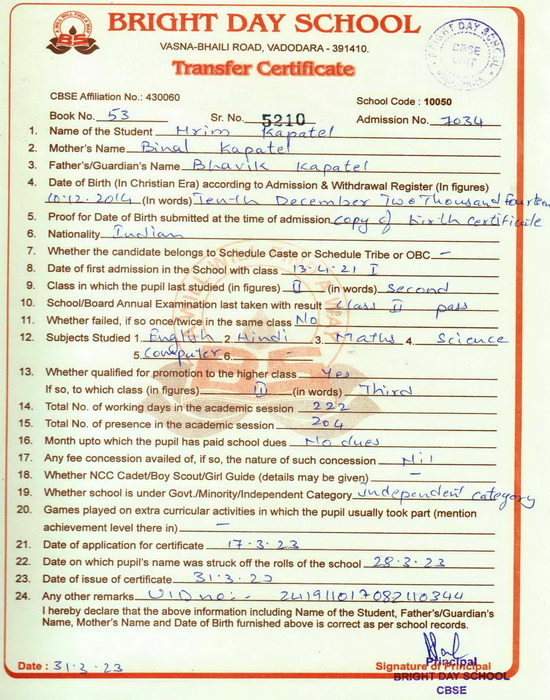 BRIGHT DAY SCHOOL
VASNA-BHAILI ROAD, VADODARA - 391410.
Transfer Certificate
BRIGHT DAY SCHOOL
CBSE
BS
CBSE Affiliation No.: 430060
School Code : 10050
Book No. 53 Sr. No. 5210 Admission No. 7034
1. Name of the Student Hrim Kapatel
2. Mother's Name Binal Kapatel
3. Father's/Guardian's Name Bhavik Kapatel
4. Date of Birth (In Christian Era) according to Admission & Withdrawal Register (In figures)
10.12.2014 (In words) Tenth December Two Thousand fourteen
5. Proof for Date of Birth submitted at the time of admission copy of birth certificate
6. Nationality Indian
7. Whether the candidate belongs to Schedule Caste or Schedule Tribe or OBC. -
8. Date of first admission in the School with class 13.4.21 I
9. Class in which the pupil last studied (in figures) II (in words) second
10. School/Board Annual Examination last taken with result class II pass
11. Whether failed, if so once/twice in the same class No
12. Subjects Studied 1. English 2. Hindi 3. Maths 4. Science
5. Computer 6. -
13. Whether qualified for promotion to the higher class Yes
If so, to which class (in figures) (in words) Third
14. Total No. of working days in the academic session 222
15. Total No. of presence in the academic session 204
16. Month upto which the pupil has paid school dues No dues
17. Any fee concession availed of, if so, the nature of such concession Nil
18. Whether NCC Cadet/Boy Scout/Girl Guide (details may be given) -
19. Whether school is under Govt./Minority/Independent Category independent category
20. Games played on extra curricular activities in which the pupil usually took part (mention
achievement level there in) -
21. Date of application for certificate 17.3.23
22. Date on which pupil's name was struck off the rolls of the school 28.3.23
23. Date of issue of certificate 31.3.23
24. Any other remarks UID no:- 241911017082110344
I hereby declare that the above information including Name of the Student, Father's/Guardian's
Name, Mother's Name and Date of Birth furnished above is correct as per school records.
Date : 31.3.23
Signature of Principal
Principal
BRIGHT DAY SCHOOL
CBSE